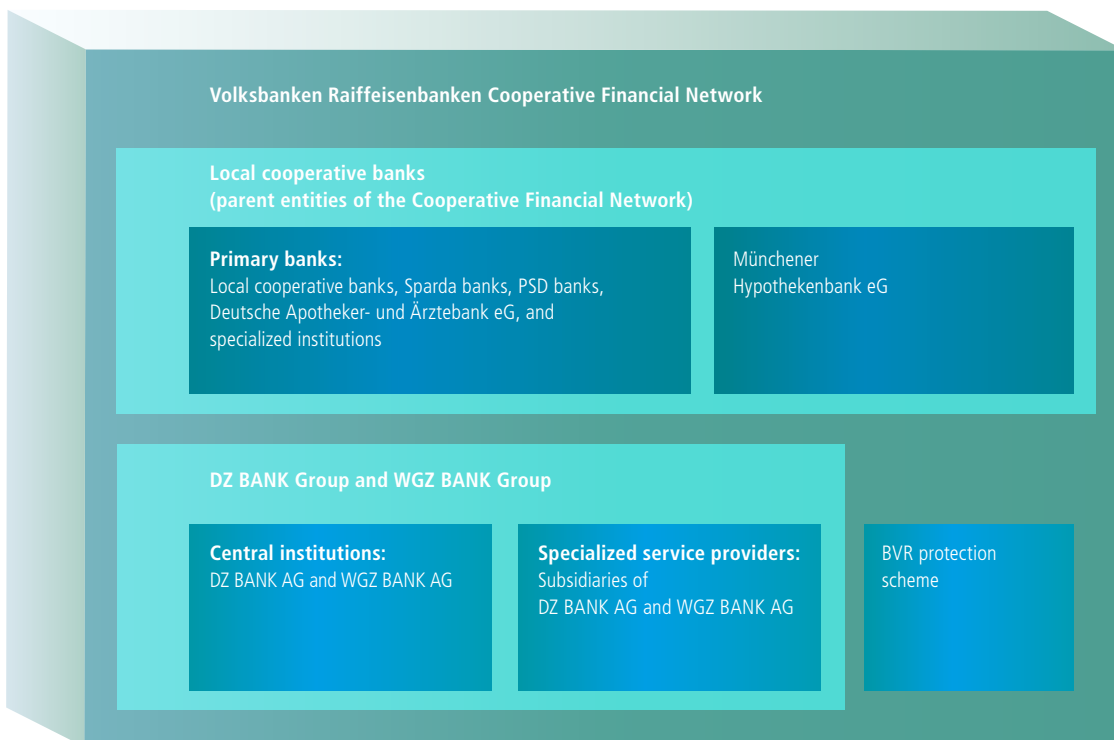 Volksbanken Raiffeisenbanken Cooperative Financial Network
Local cooperative banks
(parent entities of the Cooperative Financial Network)
Primary banks:
Local cooperative banks, Sparda banks, PSD banks,
Deutsche Apotheker- und Ärztebank eG, and
specialized institutions
Münchener
Hypothekenbank eG
DZ BANK Group and WGZ BANK Group
Central institutions:
DZ BANK AG and WGZ BANK AG
Specialized service providers:
Subsidiaries of
DZ BANK AG and WGZ BANK AG
BVR protection
scheme